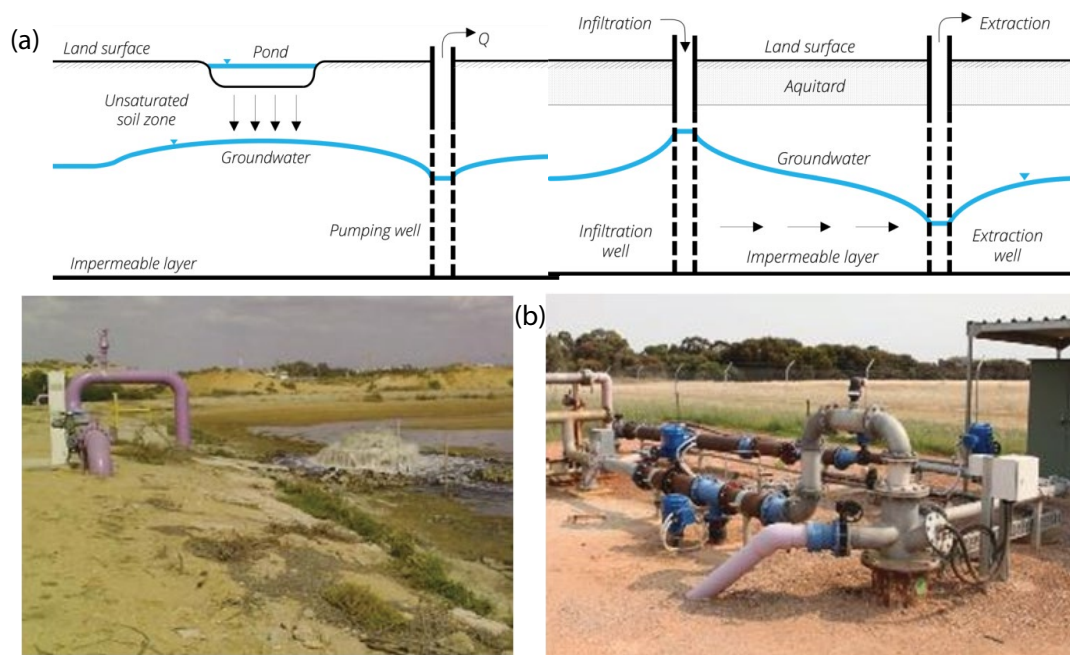 (a)
Land surface
Pond
Q
Unsaturated
soil zone
Groundwater
Pumping well
Impermeable layer
Infiltration
Extraction
Land surface
Aquitard
Groundwater
Infiltration
well
Impermeable layer
Extraction
well
(b)